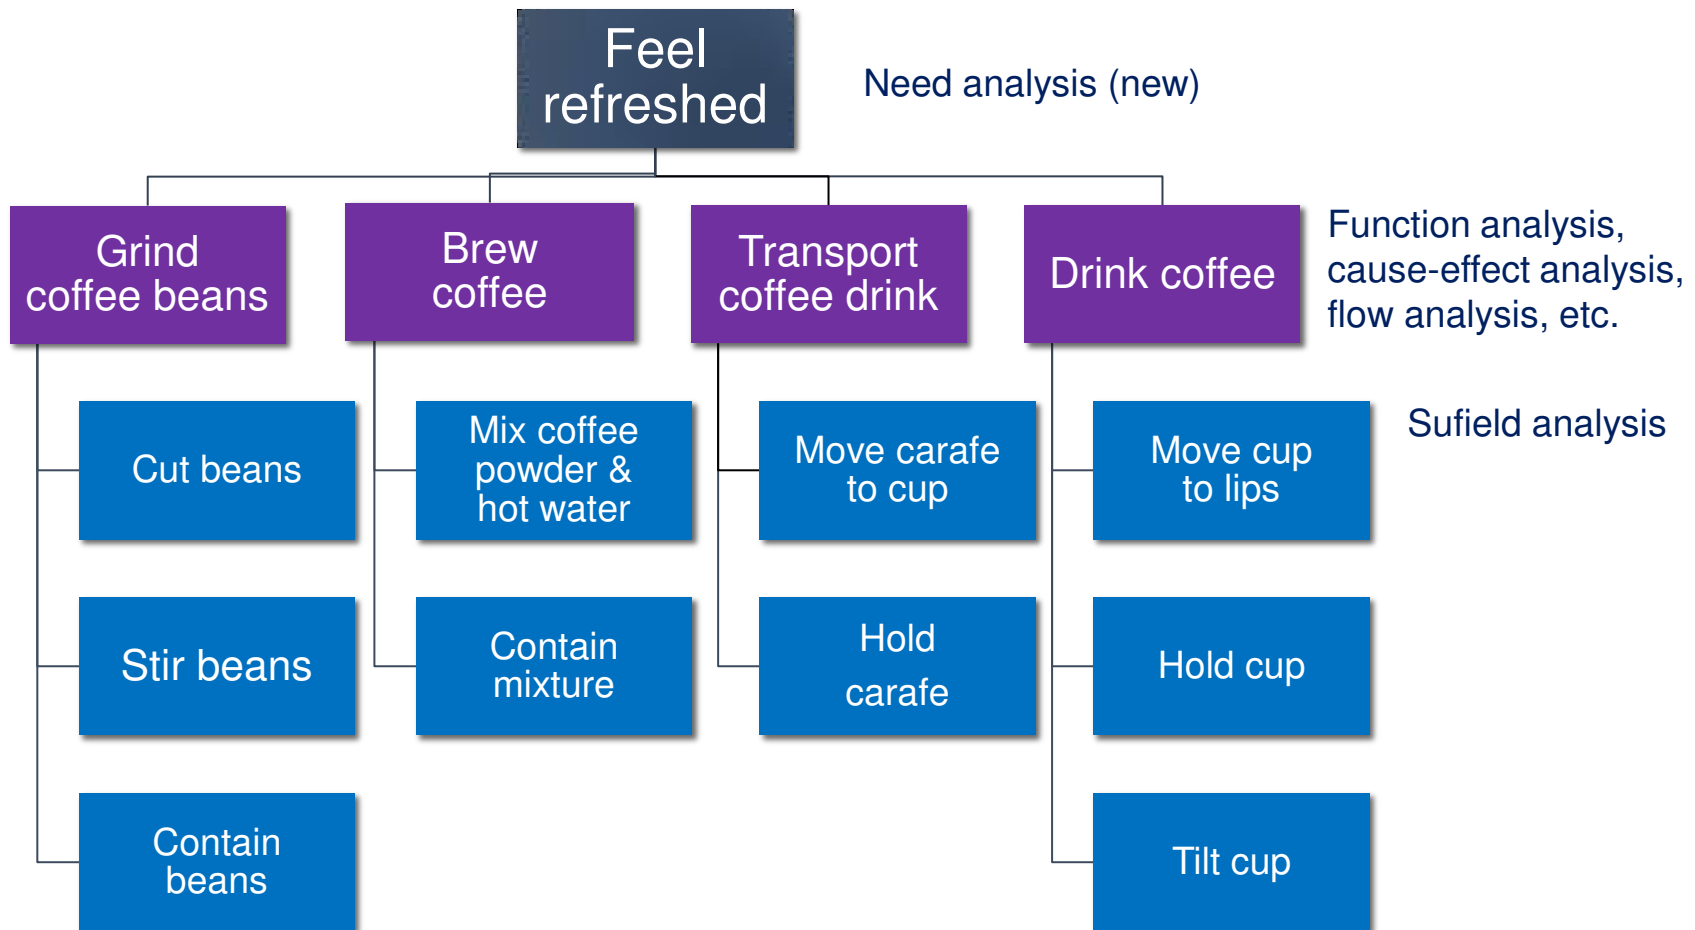 Feel
refreshed
Need analysis (new)
Grind
coffee beans
Brew
coffee
Transport
coffee drink
Drink coffee
Function analysis,
cause-effect analysis,
flow analysis, etc.
Cut beans
Mix coffee
powder &
hot water
Move carafe
to cup
Move cup
to lips
Sufield analysis
Stir beans
Contain
mixture
Hold
carafe
Hold cup
Contain
beans
Tilt cup